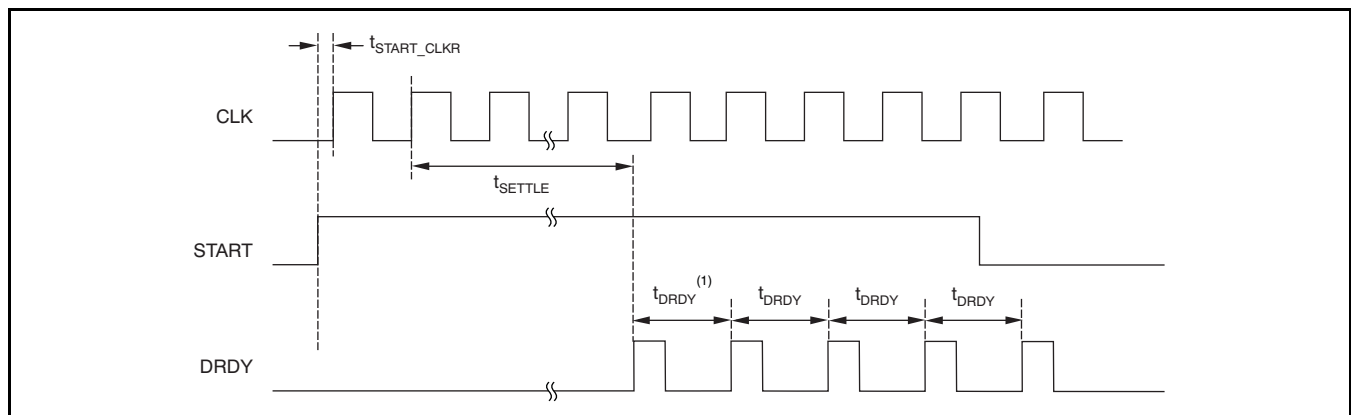 tSTART_CLKR
CLK
tSETTLE
START
tDRDY(1) tDRDY tDRDY tDRDY
DRDY